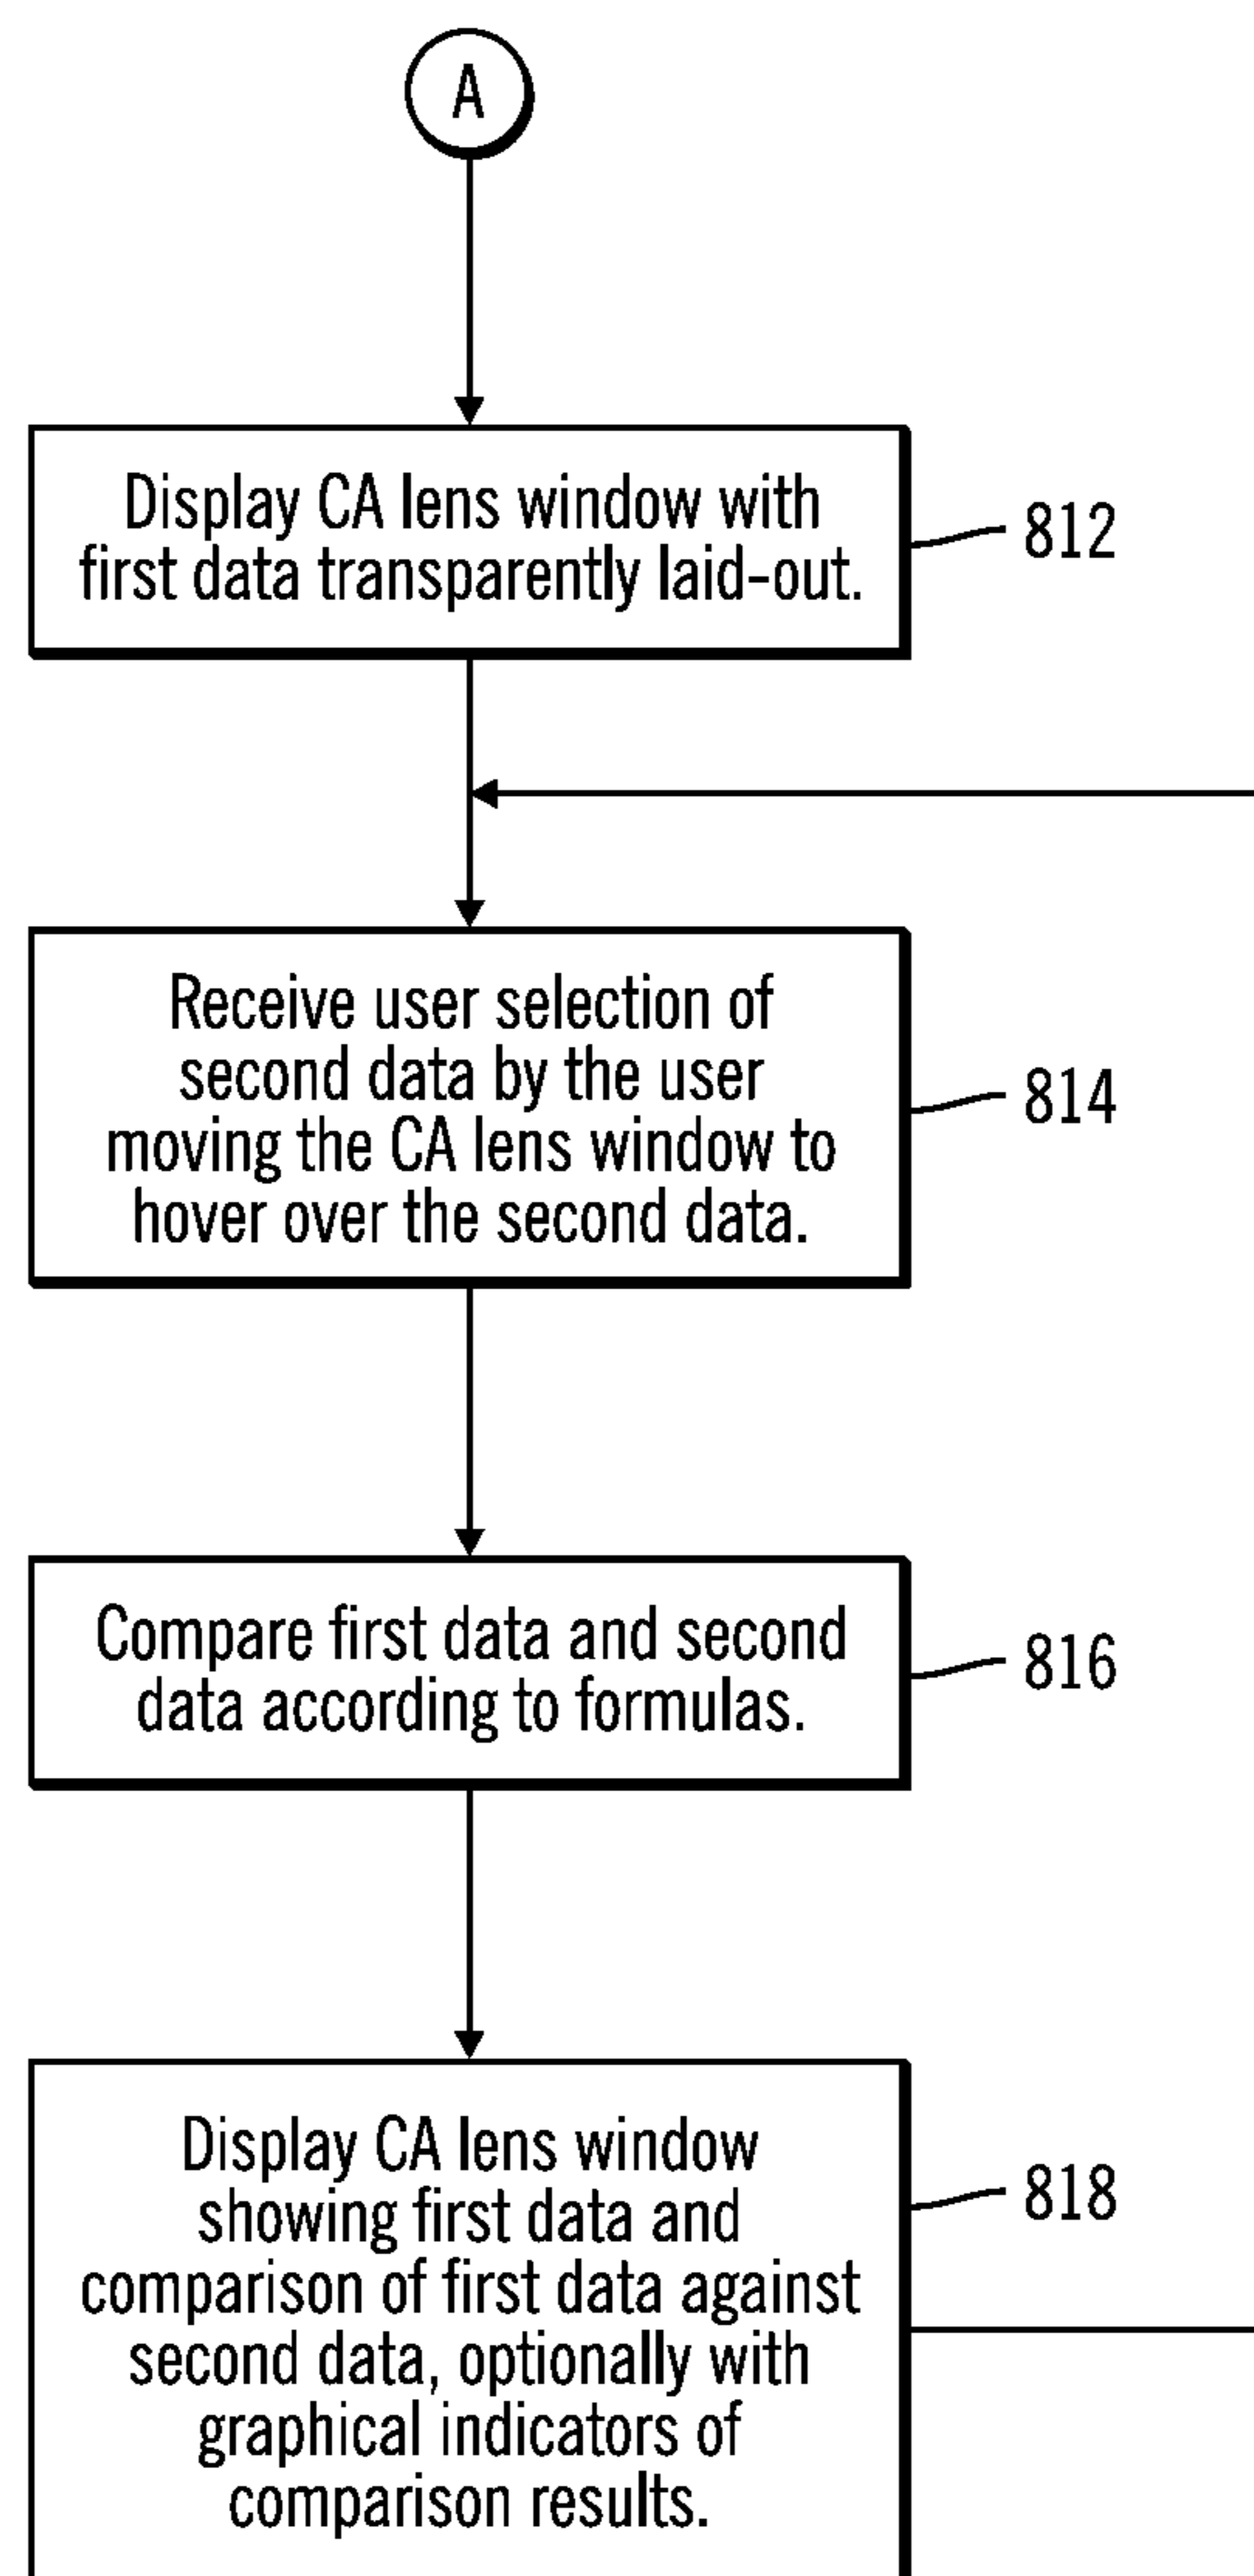 A
Display CA lens window with
first data transparently laid-out.
812
Receive user selection of
second data by the user
moving the CA lens window to
hover over the second data.
814
Compare first data and second
data according to formulas.
816
Display CA lens window
showing first data and
comparison of first data against
second data, optionally with
graphical indicators of
comparison results.
818